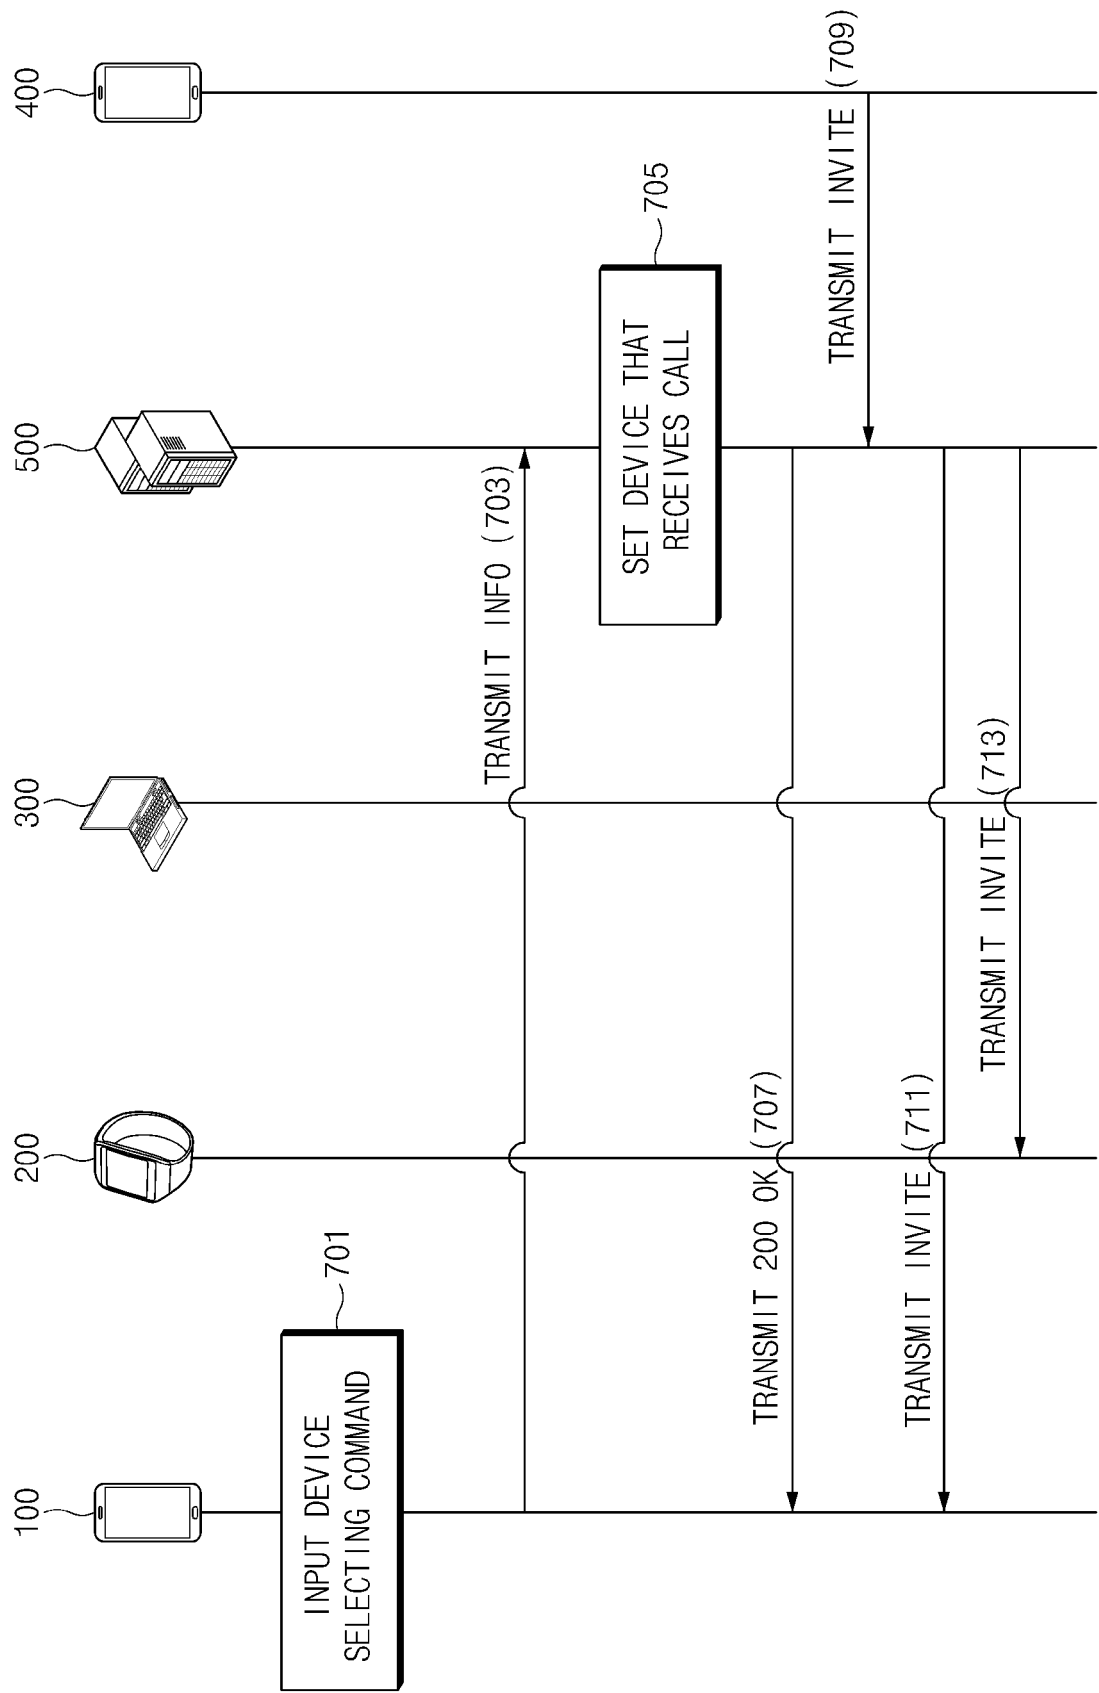 100
200
300
500
400
INPUT DEVICE
SELECTING COMMAND
701
TRANSMIT INFO (703)
SET DEVICE THAT
RECEIVES CALL
705
TRANSMIT 200 OK (707)
TRANSMIT INVITE (709)
TRANSMIT INVITE (711)
TRANSMIT INVITE (713)